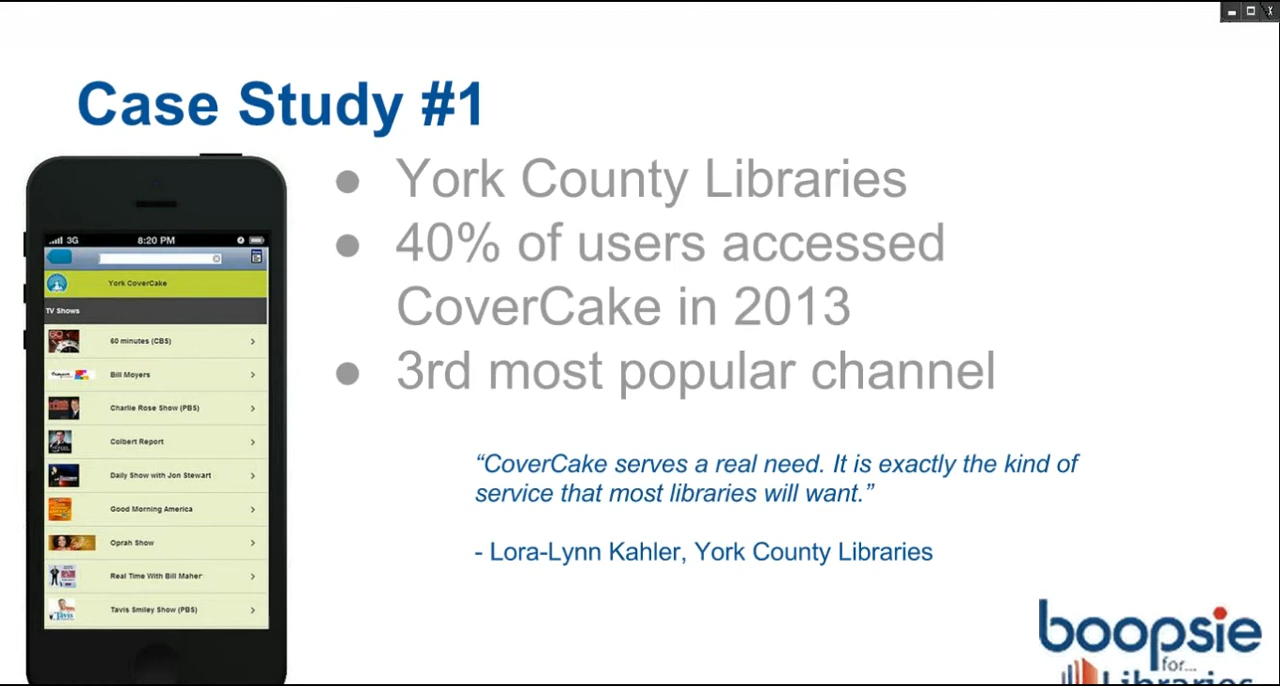 Case Study #1
● York County Libraries
● 40% of users accessed
CoverCake in 2013
● 3rd most popular channel
“CoverCake serves a real need. It is exactly the kind of
service that most libraries will want.”
- Lora-Lynn Kahler, York County Libraries
3G 8:20 PM
York CoverCake
TV Shows
60 minutes (CBS)
Bill Moyers
Charlie Rose Show (PBS)
Colbert Report
Daily Show with Jon Stewart
Good Morning America
Oprah Show
Real Time With Bill Maher
Tavis Smiley Show (PBS)
boopsie
for...
Libraries